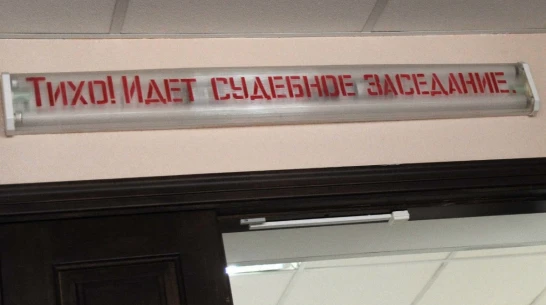 Тихо! Идет судебное заседание.